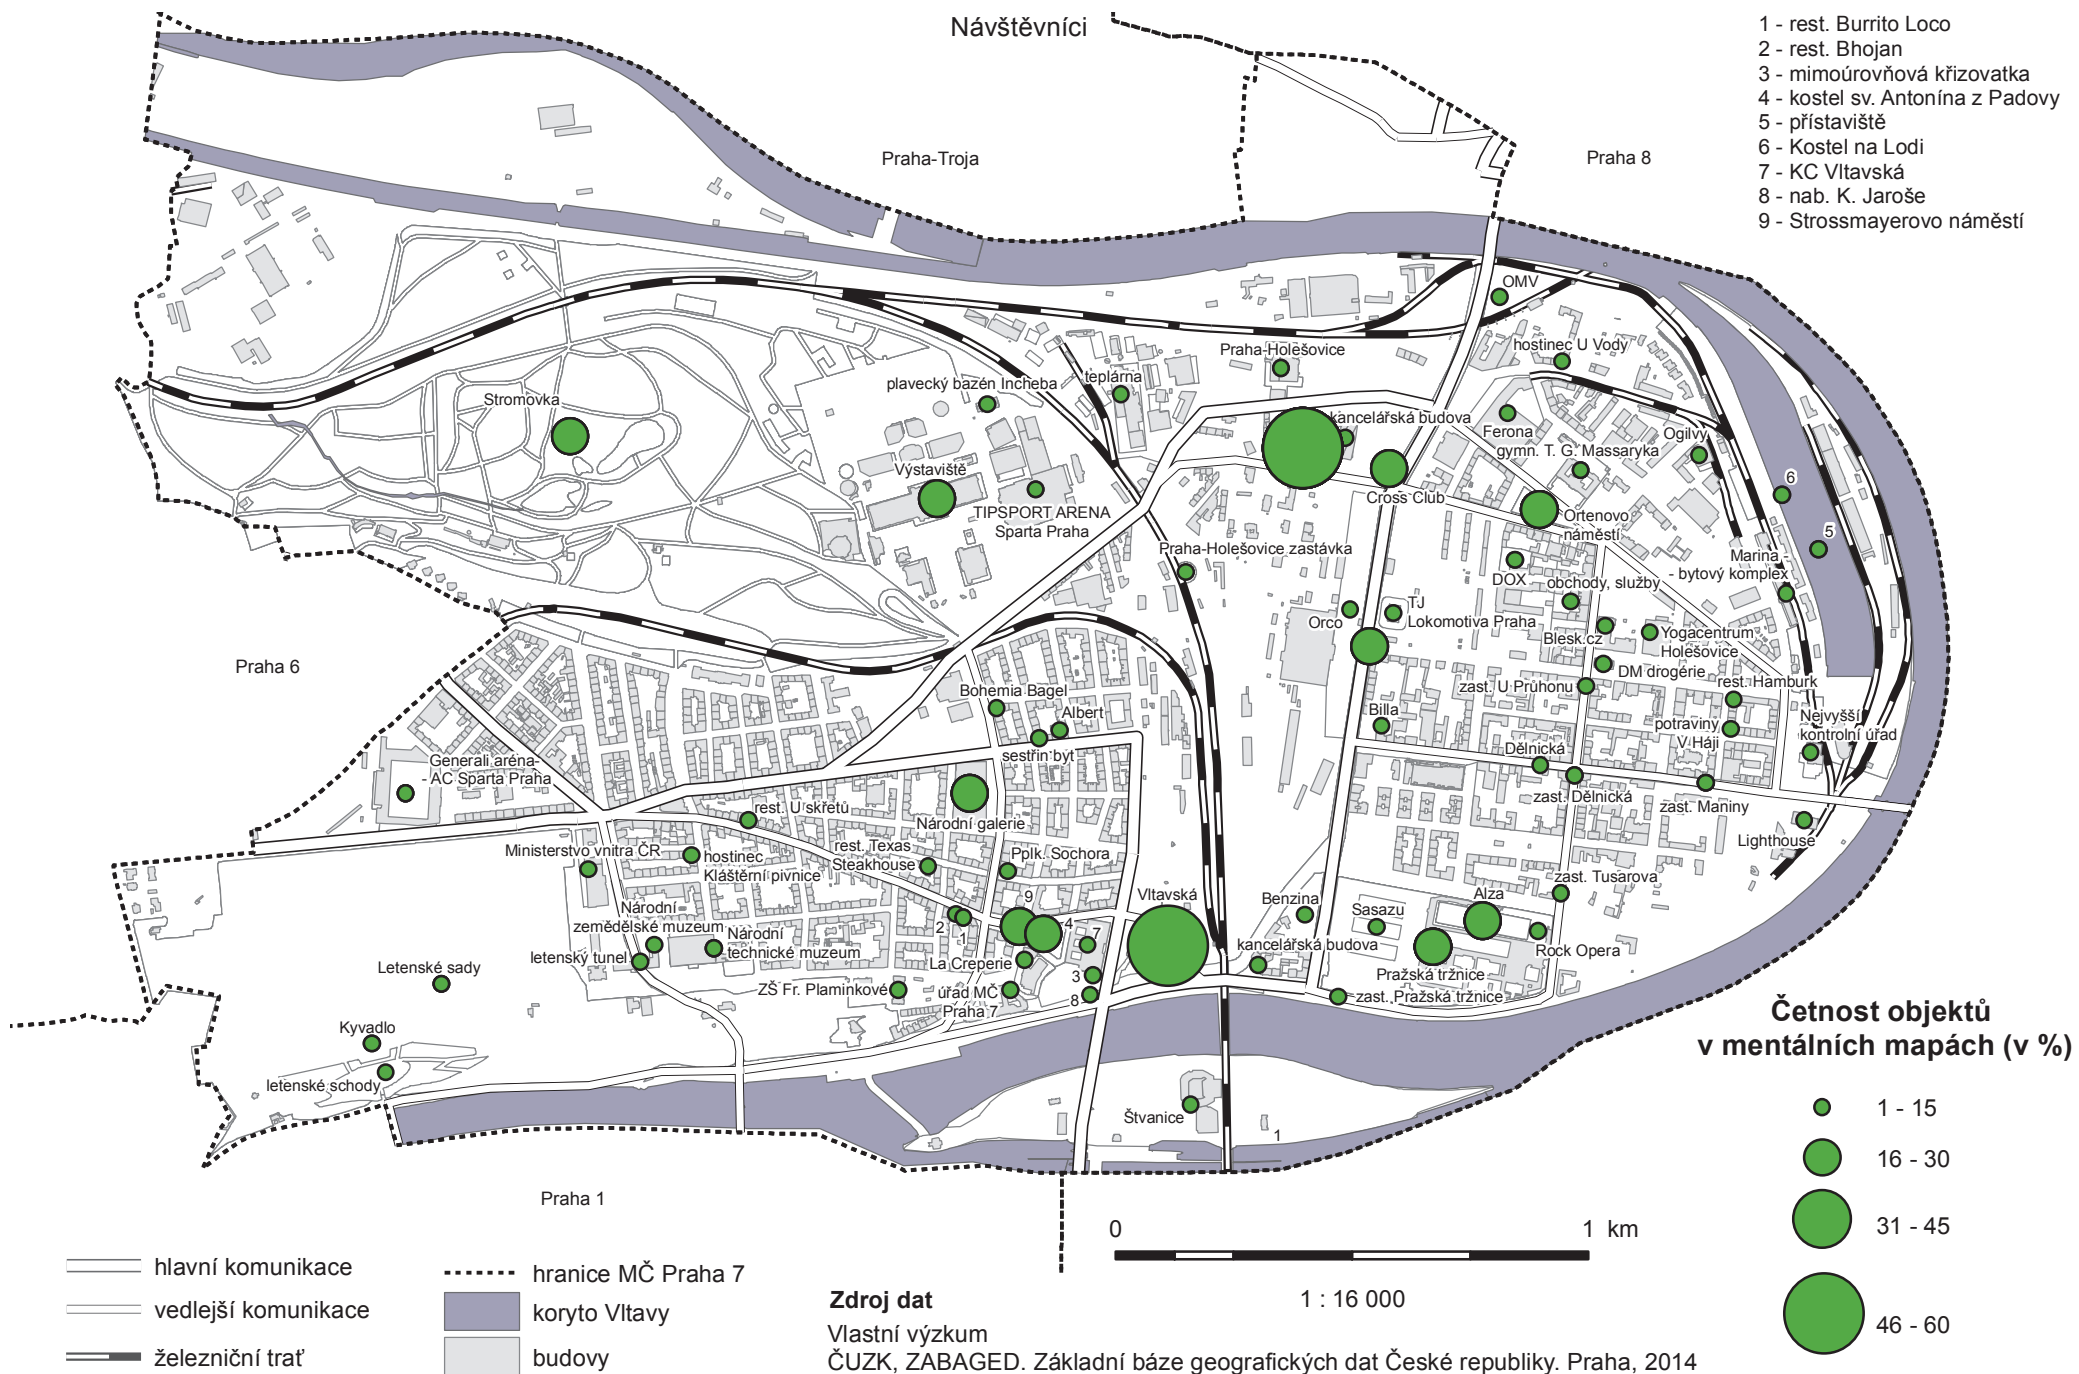 Návštěvníci
1 - rest. Burrito Loco
2 - rest. Bhojan
3 - mimoúrovňová křizovatka
4 - kostel sv. Antonína z Padovy
5 - přístaviště
6 - Kostel na Lodi
7 - KC Vltavská
8 - nab. K. Jaroše
9 - Strossmayerovo náměstí
Praha-Troja
Praha 8
OMV
hostinec U Vody
Praha-Holešovice
plavecký bazén Incheba
teplárna
Stromovka
kancelářská budova
Ferona
gymn. T. G. Massaryka
Ogilvy
Výstaviště
Cross Club
6
TIPSPORT ARENA
Sparta Praha
Ortenovo
náměstí
5
Praha-Holešovice zastávka
DOX
Marina -
- bytový komplex
obchody, služby
Orco
TJ
Lokomotiva Praha
Blesk.cz
Yogacentrum
Holešovice
Praha 6
DM drogérie
zast. U Průhonu
rest. Hamburk
Bohemia Bagel
Albert
Billa
potraviny
V Háji
Nejvyšší
kontrolní úřad
sestřin byt
Generali aréna-
- AC Sparta Praha
Dělnická
zast. Dělnická
zast. Maniny
rest. U skřetů
Národní galerie
Lighthouse
Ministerstvo vnitra ČR
hostinec
Klášterní pivnice
rest. Texas
Steakhouse
Pplk. Sochora
zast. Tusarova
9
Vltavská
Benzina
Sasazu
Alza
Národní
zemědělské muzeum
2
1
4
7
letenský tunel
Národní
technické muzeum
La Creperie
kancelářská budova
Pražská tržnice
Rock Opera
Letenské sady
ZŠ Fr. Plamínkové
úřad MČ
Praha 7
3
8
zast. Pražská tržnice
Kyvadlo
letenské schody
Štvanice
1
Praha 1
Četnost objektů
v mentálních mapách (v %)
1 - 15
16 - 30
31 - 45
46 - 60
0 1 km
1 : 16 000
hlavní komunikace
vedlejší komunikace
železniční trať
hranice MČ Praha 7
koryto Vltavy
budovy
Zdroj dat
Vlastní výzkum
ČUZK, ZABAGED. Základní báze geografických dat České republiky. Praha, 2014